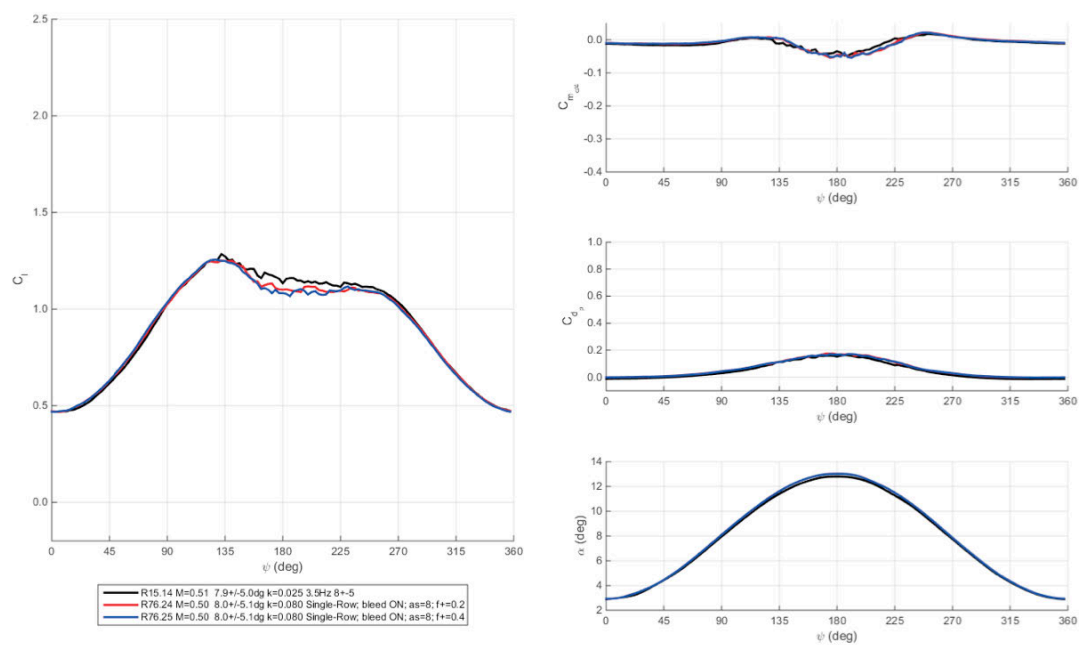 2.5
2.0
1.5
1.0
0.5
0.0
C_l
0 45 90 135 180 225 270 315 360
ψ (deg)
R15.14 M=0.51 7.9+/-5.0dg k=0.025 3.5Hz 8+-5
R76.24 M=0.50 8.0+/-5.1dg k=0.080 Single-Row; bleed ON; as=8; f+=0.2
R76.25 M=0.50 8.0+/-5.1dg k=0.080 Single-Row; bleed ON; as=8; f+=0.4
0.0
-0.1
-0.2
-0.3
-0.4
C_m
0 45 90 135 180 225 270 315 360
ψ (deg)
1.0
0.8
0.6
0.4
0.2
0.0
C_d_p
0 45 90 135 180 225 270 315 360
ψ (deg)
14
12
10
8
6
4
2
α (deg)
0 45 90 135 180 225 270 315 360
ψ (deg)